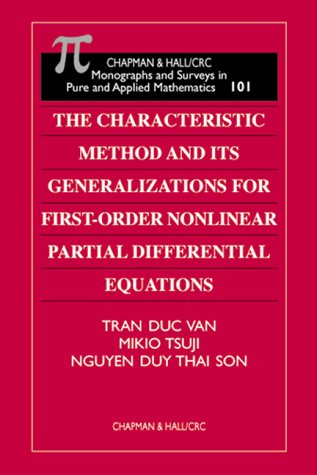 π
CHAPMAN & HALL/CRC
Monographs and Surveys in
Pure and Applied Mathematics 101
THE CHARACTERISTIC
METHOD AND ITS
GENERALIZATIONS FOR
FIRST-ORDER NONLINEAR
PARTIAL DIFFERENTIAL
EQUATIONS
TRAN DUC VAN
MIKIO TSUJI
NGUYEN DUY THAI SON
CHAPMAN & HALL/CRC